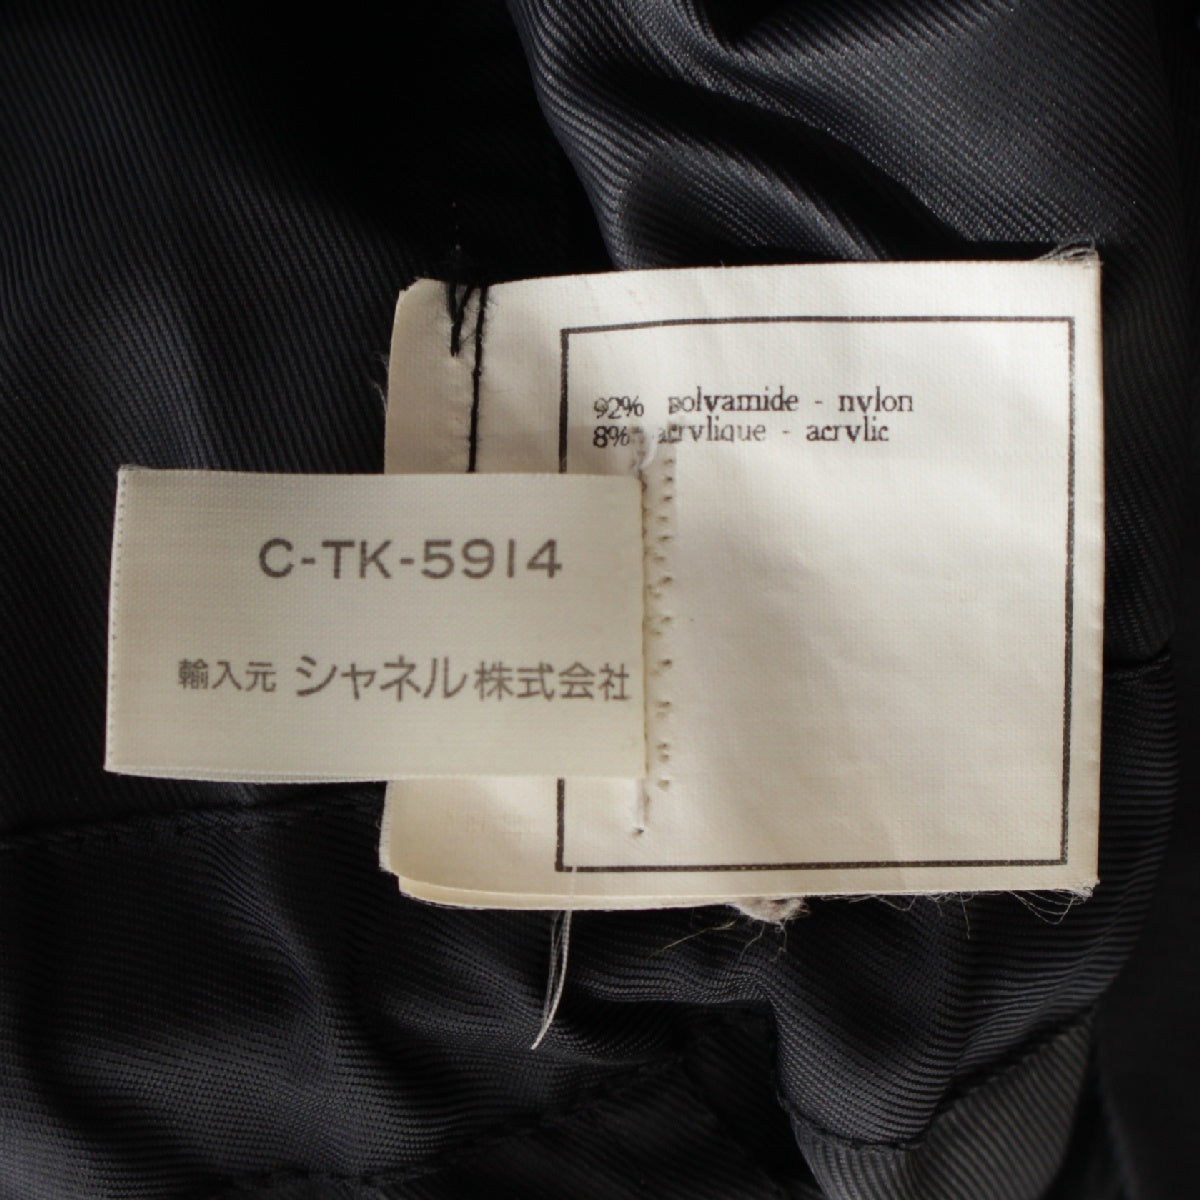 92% polyamide - nylon
8% acrylique - acrylic
C-TK-5914
輸入元 シャネル株式会社